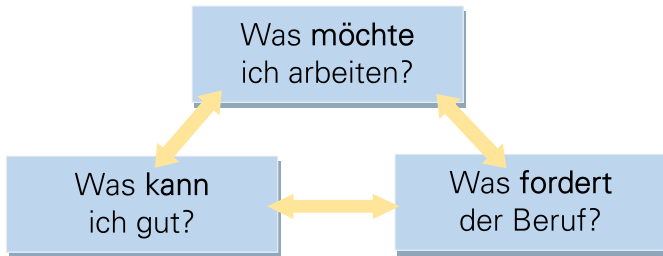 Was möchte
ich arbeiten?
Was kann
ich gut?
Was fordert
der Beruf?